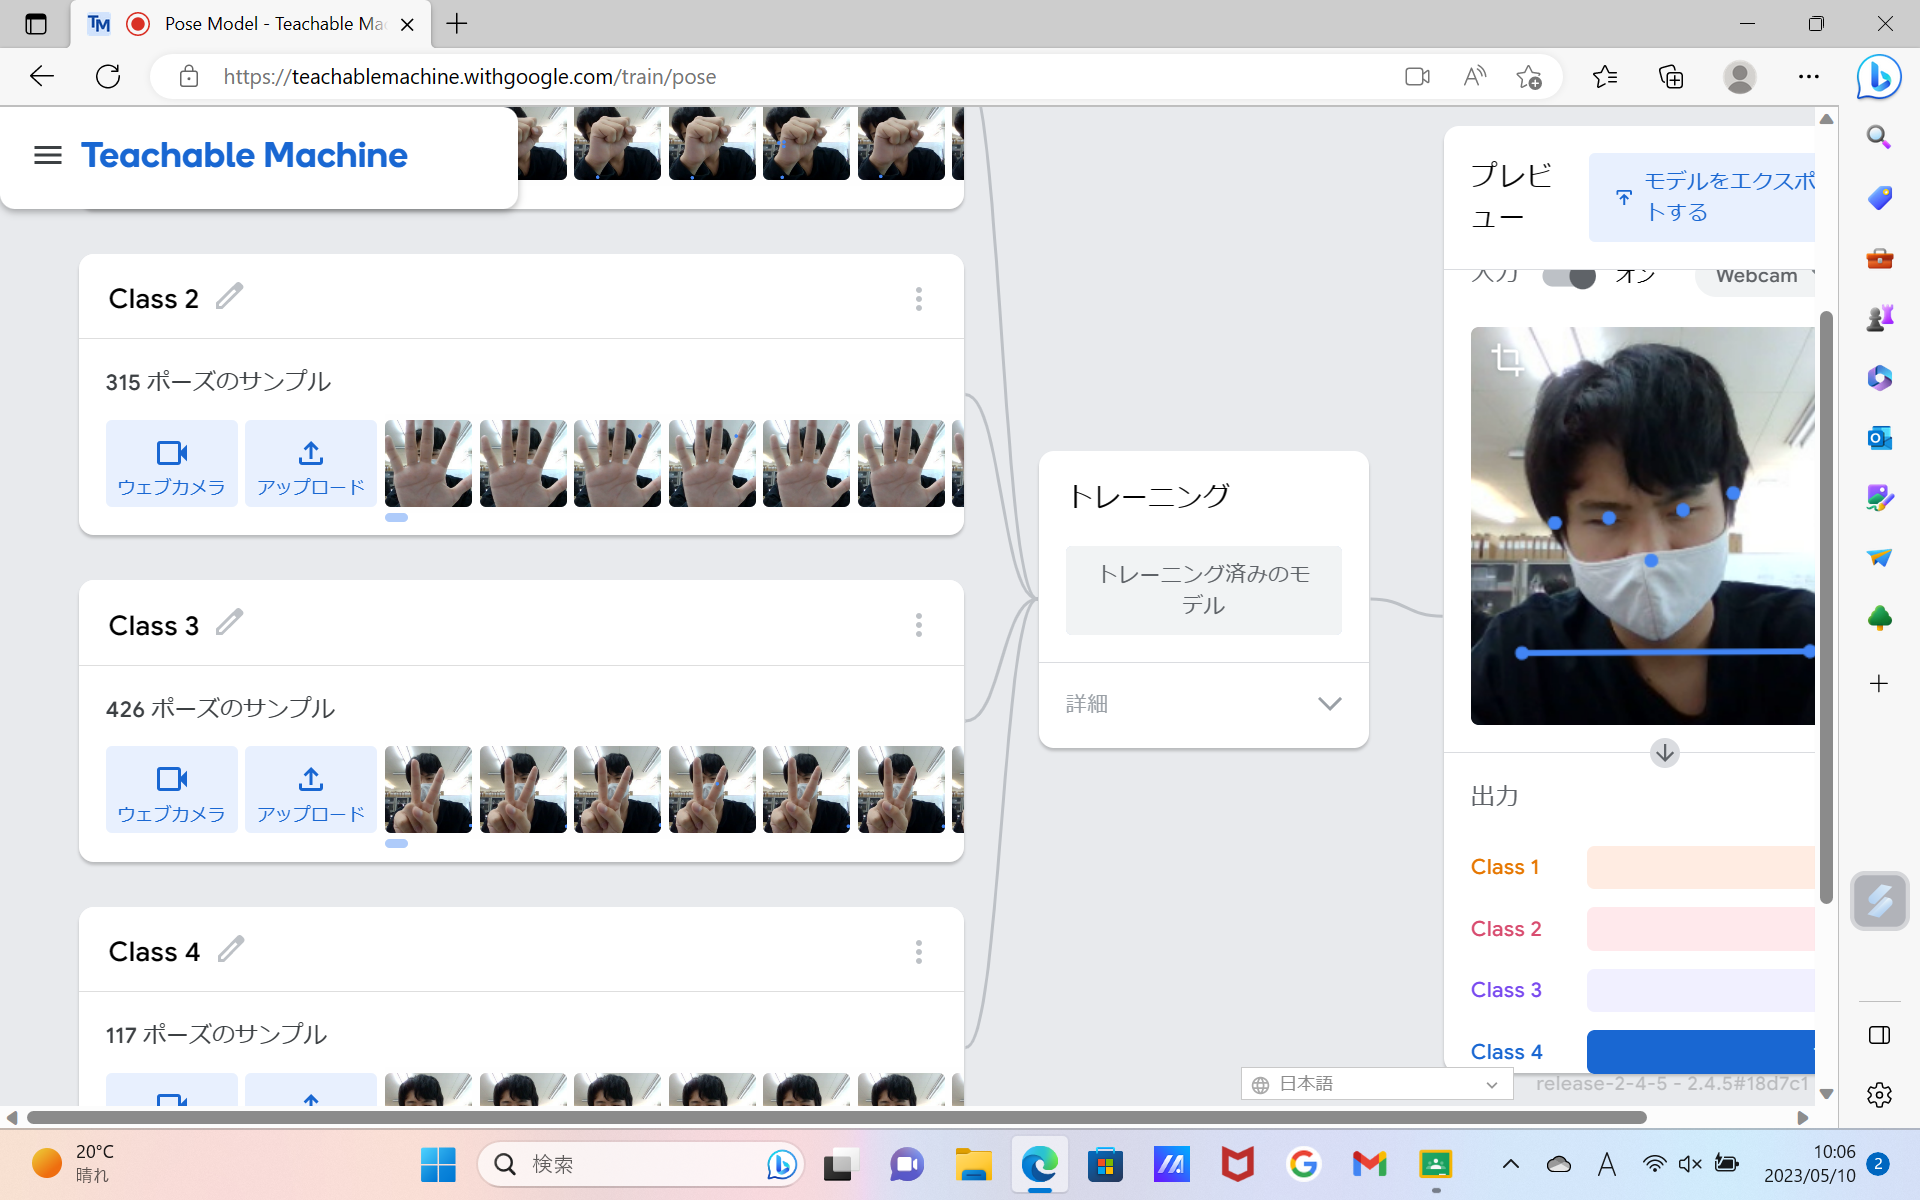 Pose Model - Teachable Mac
https://teachablemachine.withgoogle.com/train/pose
Teachable Machine
Class 2
315 ポーズのサンプル
ウェブカメラ
アップロード
Class 3
426 ポーズのサンプル
ウェブカメラ
アップロード
Class 4
117 ポーズのサンプル
トレーニング
トレーニング済みのモ
デル
詳細
プレビ
ュー
モデルをエクスポ
トする
入力
オン
Webcam
出力
Class 1
Class 2
Class 3
Class 4
日本語
release-2-4-5 - 2.4.5#18d7c1
20°C
晴れ
検索
A
10:06
2023/05/10
2